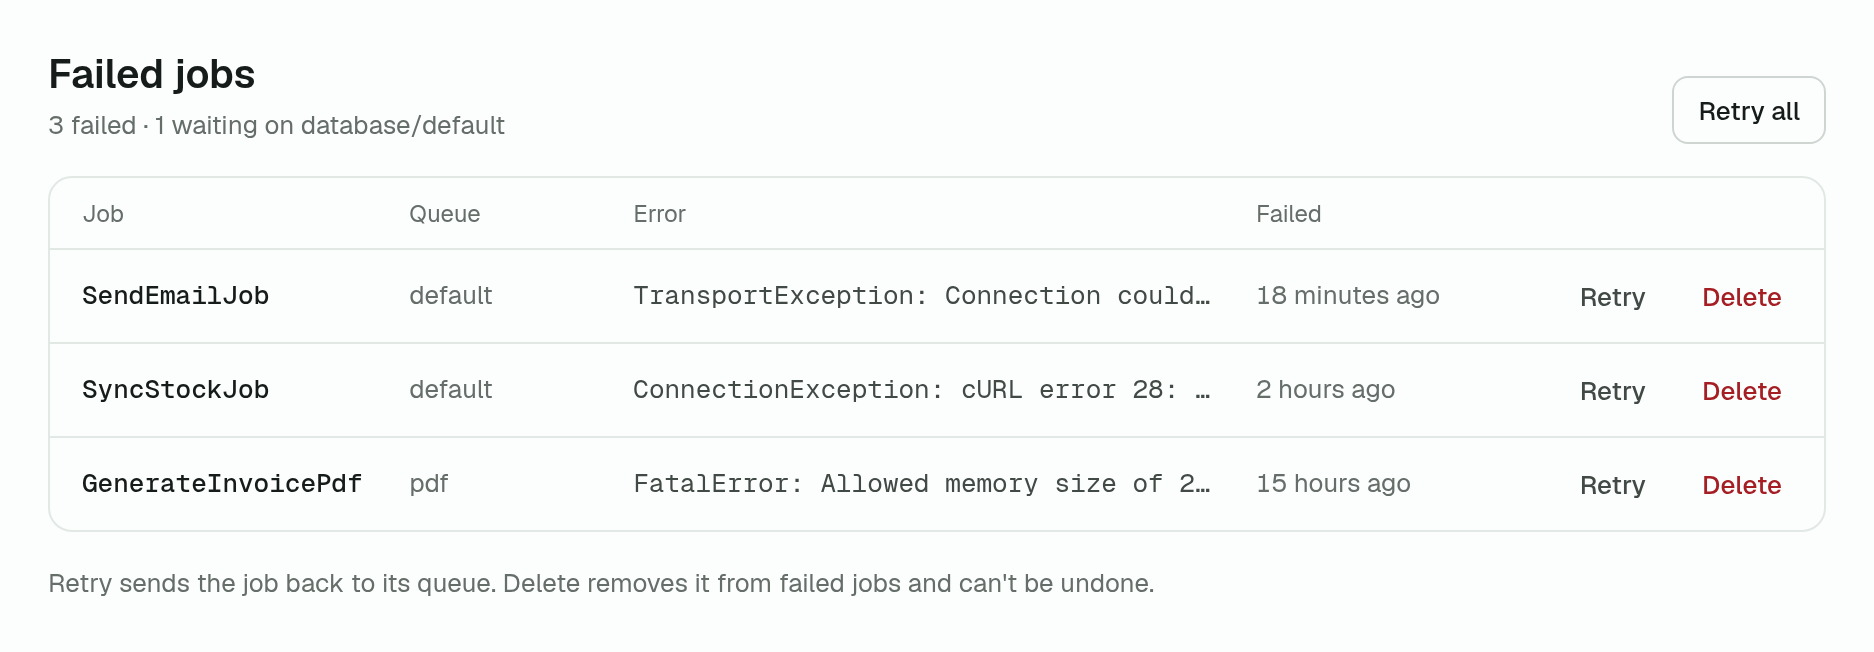 Failed jobs
3 failed · 1 waiting on database/default
Retry all
Job Queue Error Failed
SendEmailJob default TransportException: Connection could… 18 minutes ago Retry Delete
SyncStockJob default ConnectionException: cURL error 28: … 2 hours ago Retry Delete
GenerateInvoicePdf pdf FatalError: Allowed memory size of 2… 15 hours ago Retry Delete
Retry sends the job back to its queue. Delete removes it from failed jobs and can't be undone.